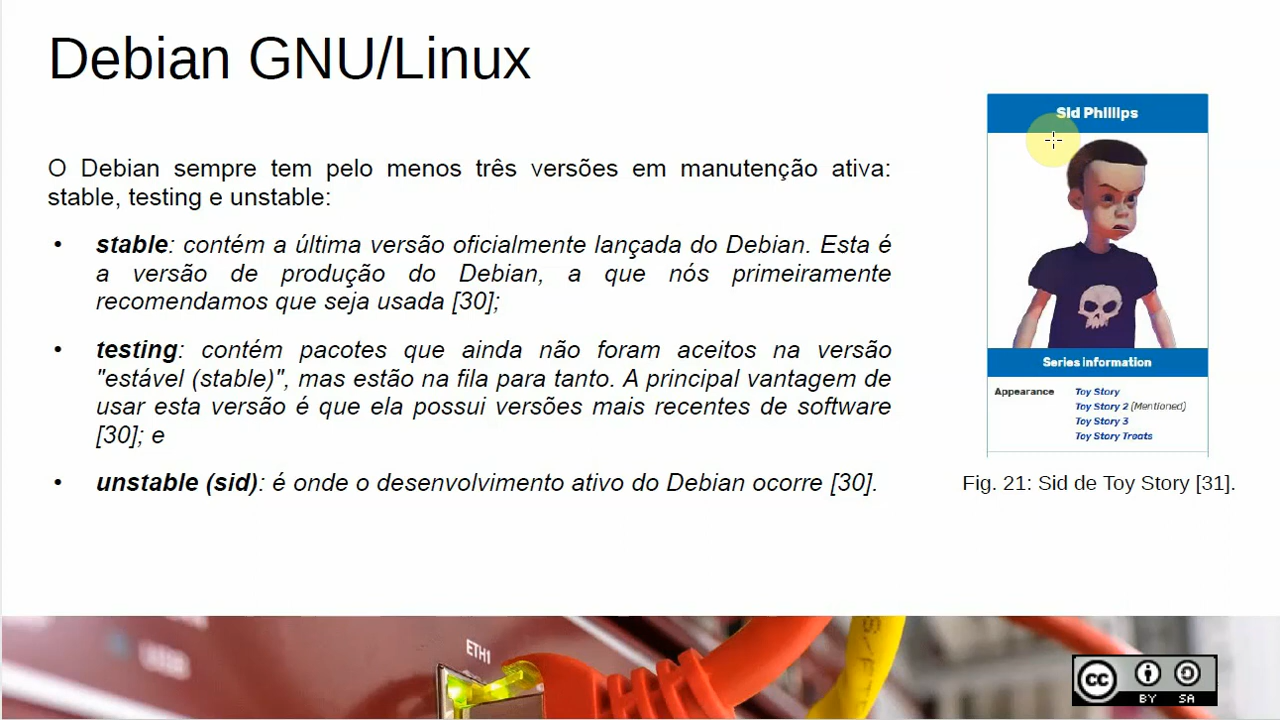 Debian GNU/Linux
O Debian sempre tem pelo menos três versões em manutenção ativa:
stable, testing e unstable:
• stable: contém a última versão oficialmente lançada do Debian. Esta é
a versão de produção do Debian, a que nós primeiramente
recomendamos que seja usada [30];
• testing: contém pacotes que ainda não foram aceitos na versão
"estável (stable)", mas estão na fila para tanto. A principal vantagem de
usar esta versão é que ela possui versões mais recentes de software
[30]; e
• unstable (sid): é onde o desenvolvimento ativo do Debian ocorre [30].
Sid Phillips
Series Information
Appearance Toy Story
Toy Story 2 (Mentioned)
Toy Story 3
Toy Story Treats
Fig. 21: Sid de Toy Story [31].
ETH1
cc
BY SA